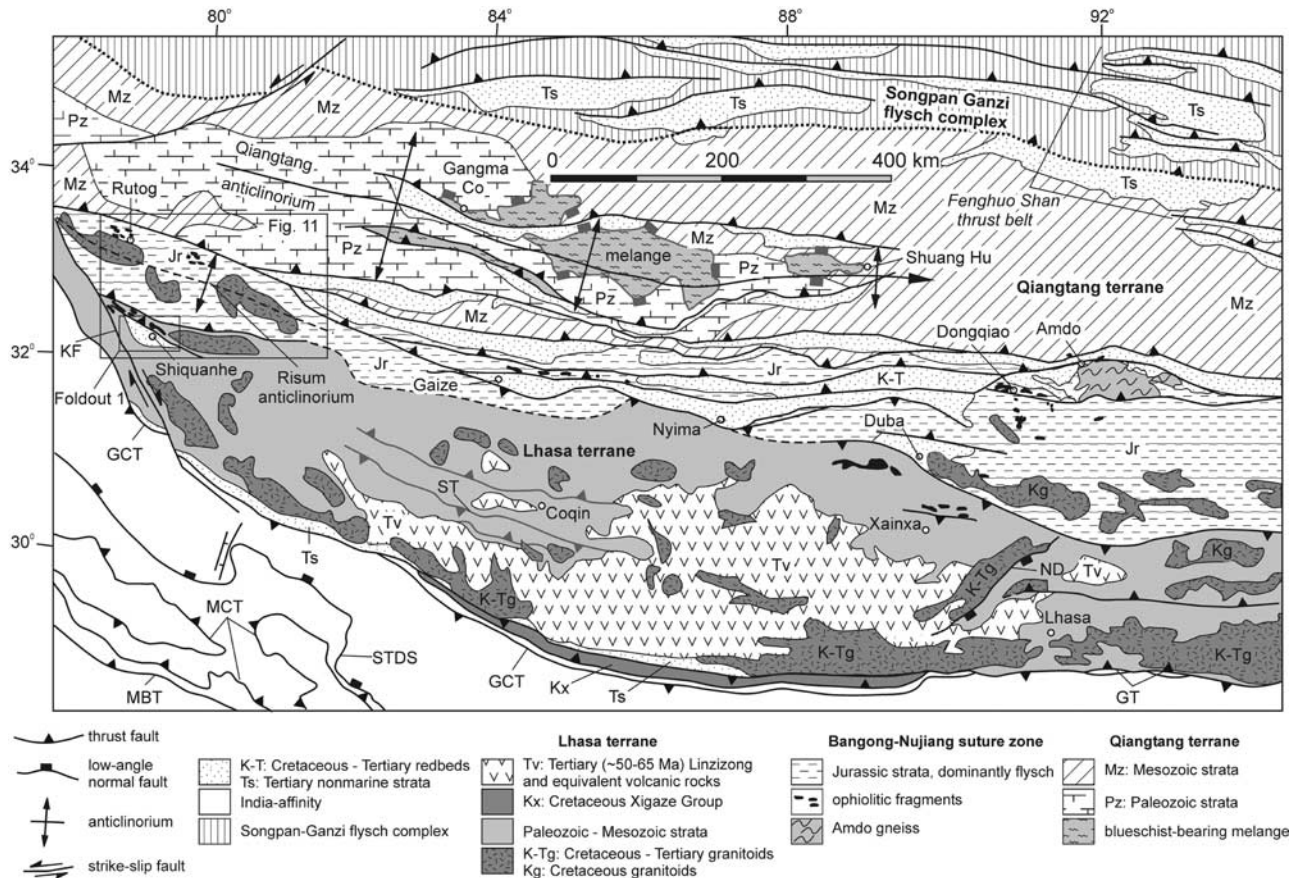 80°
84°
88°
92°
34°
32°
30°
Mz
Mz
Mz
Pz
Mz
Ts
Ts
Songpan Ganzi
flysch complex
Ts
Ts
Qiangtang
anticlinorium
Gangma
Co
0 200 400 km
Fenghuo Shan
thrust belt
Rutog
Fig. 11
Jr
Pz
Mz
melange
Mz
Pz
Pz
Shuang Hu
Qiangtang terrane
Mz
Mz
Dongqiao
Amdo
KF
Shiquanhe
Risum
anticlinorium
Foldout 1
GCT
Jr
Gaize
Jr
K-T
Nyima
Duba
Jr
Lhasa terrane
ST
Coqin
Tv
Tv
Kg
Xainxa
Kg
Ts
K-Tg
K-Tg
ND
Tv
Lhasa
MCT
STDS
MBT
GCT
Kx
Ts
K-Tg
K-Tg
GT
thrust fault
low-angle
normal fault
anticlinorium
strike-slip fault
K-T: Cretaceous - Tertiary redbeds
Ts: Tertiary nonmarine strata
India-affinity
Songpan-Ganzi flysch complex
Lhasa terrane
Tv: Tertiary (~50-65 Ma) Linzizong
and equivalent volcanic rocks
Kx: Cretaceous Xigaze Group
Paleozoic - Mesozoic strata
K-Tg: Cretaceous - Tertiary granitoids
Kg: Cretaceous granitoids
Bangong-Nujiang suture zone
Jurassic strata, dominantly flysch
ophiolitic fragments
Amdo gneiss
Qiangtang terrane
Mz: Mesozoic strata
Pz: Paleozoic strata
blueschist-bearing melange